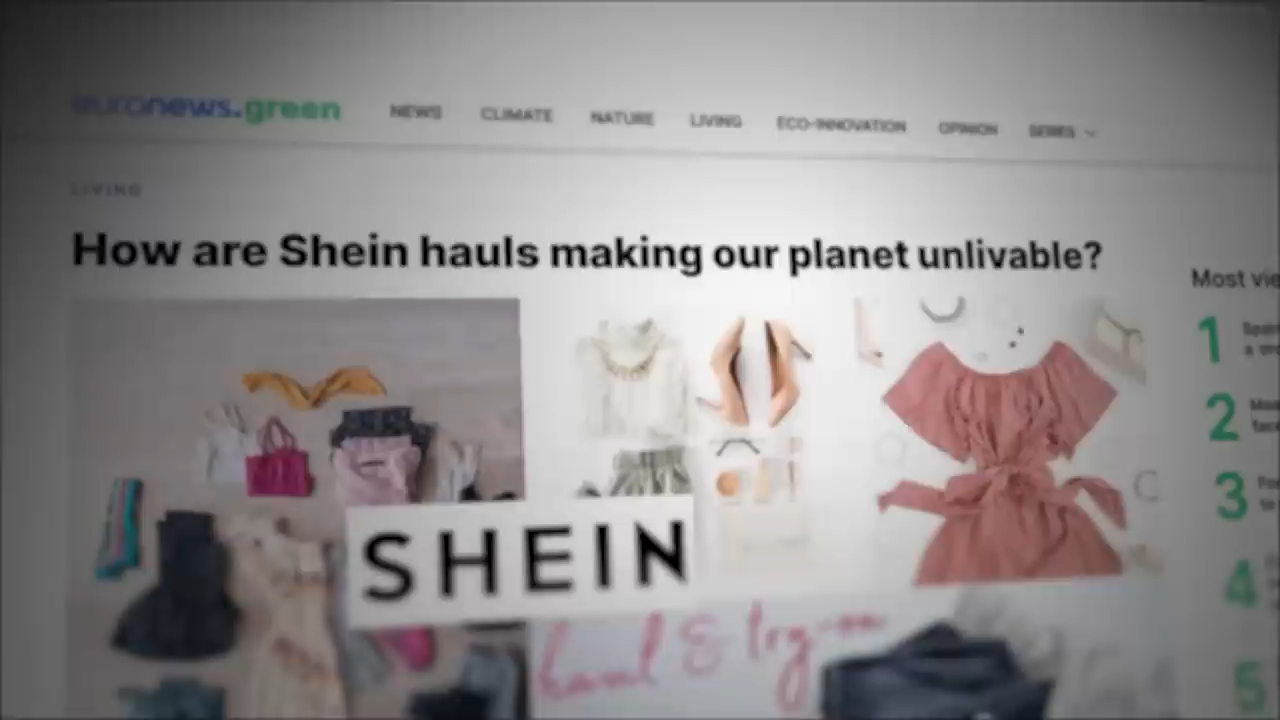 euronews.green
NEWS CLIMATE NATURE LIVING ECO-INNOVATION OPINION SERIES
LIVING
How are Shein hauls making our planet unlivable?
Most vie
1
2
3
4
5
SHEIN
haul & try-on